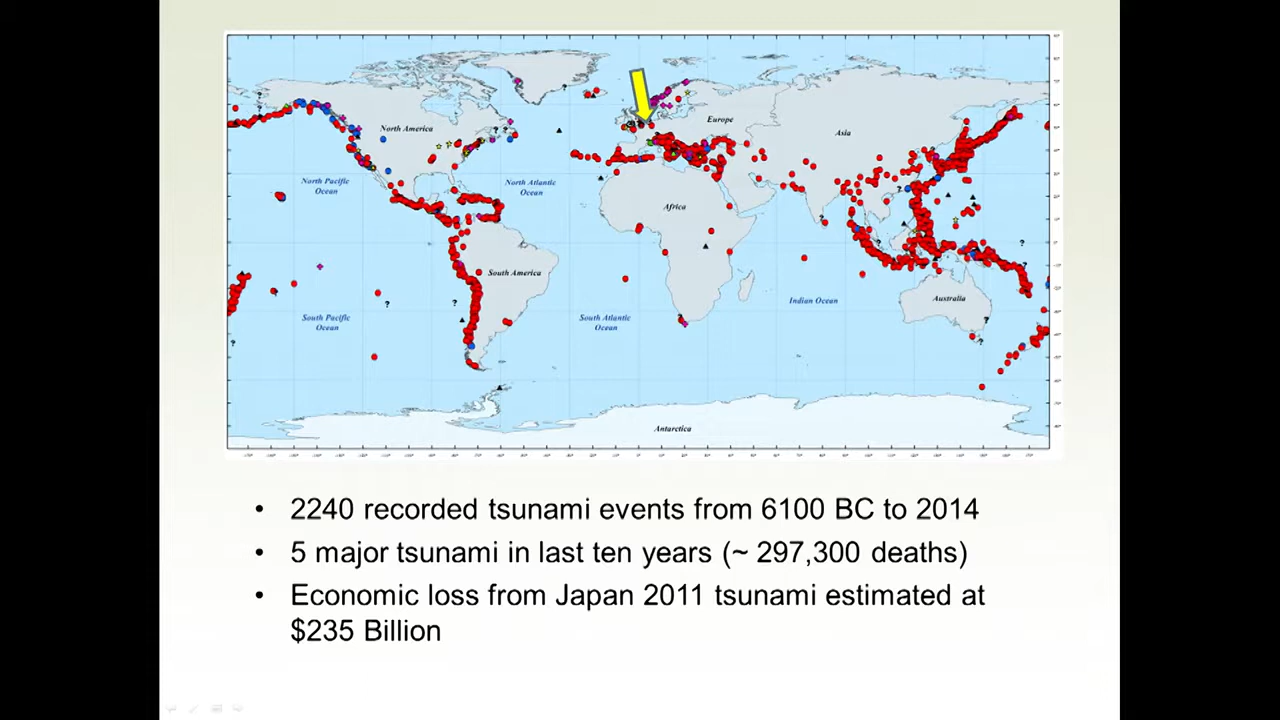 North America
Europe
Asia
North Pacific
Ocean
North Atlantic
Ocean
Africa
South America
Indian Ocean
Australia
South Pacific
Ocean
South Atlantic
Ocean
Antarctica
• 2240 recorded tsunami events from 6100 BC to 2014
• 5 major tsunami in last ten years (~ 297,300 deaths)
• Economic loss from Japan 2011 tsunami estimated at
$235 Billion